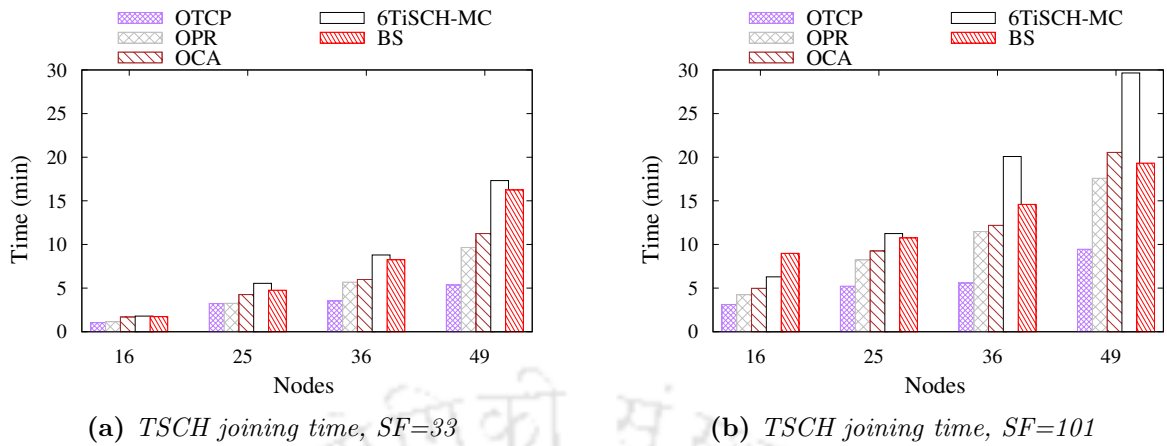 OTCP
OPR
OCA
6TiSCH-MC
BS
30
25
20
15
10
5
0
Time (min)
16 25 36 49
Nodes
(a) TSCH joining time, SF=33
OTCP
OPR
OCA
6TiSCH-MC
BS
30
25
20
15
10
5
0
Time (min)
16 25 36 49
Nodes
(b) TSCH joining time, SF=101